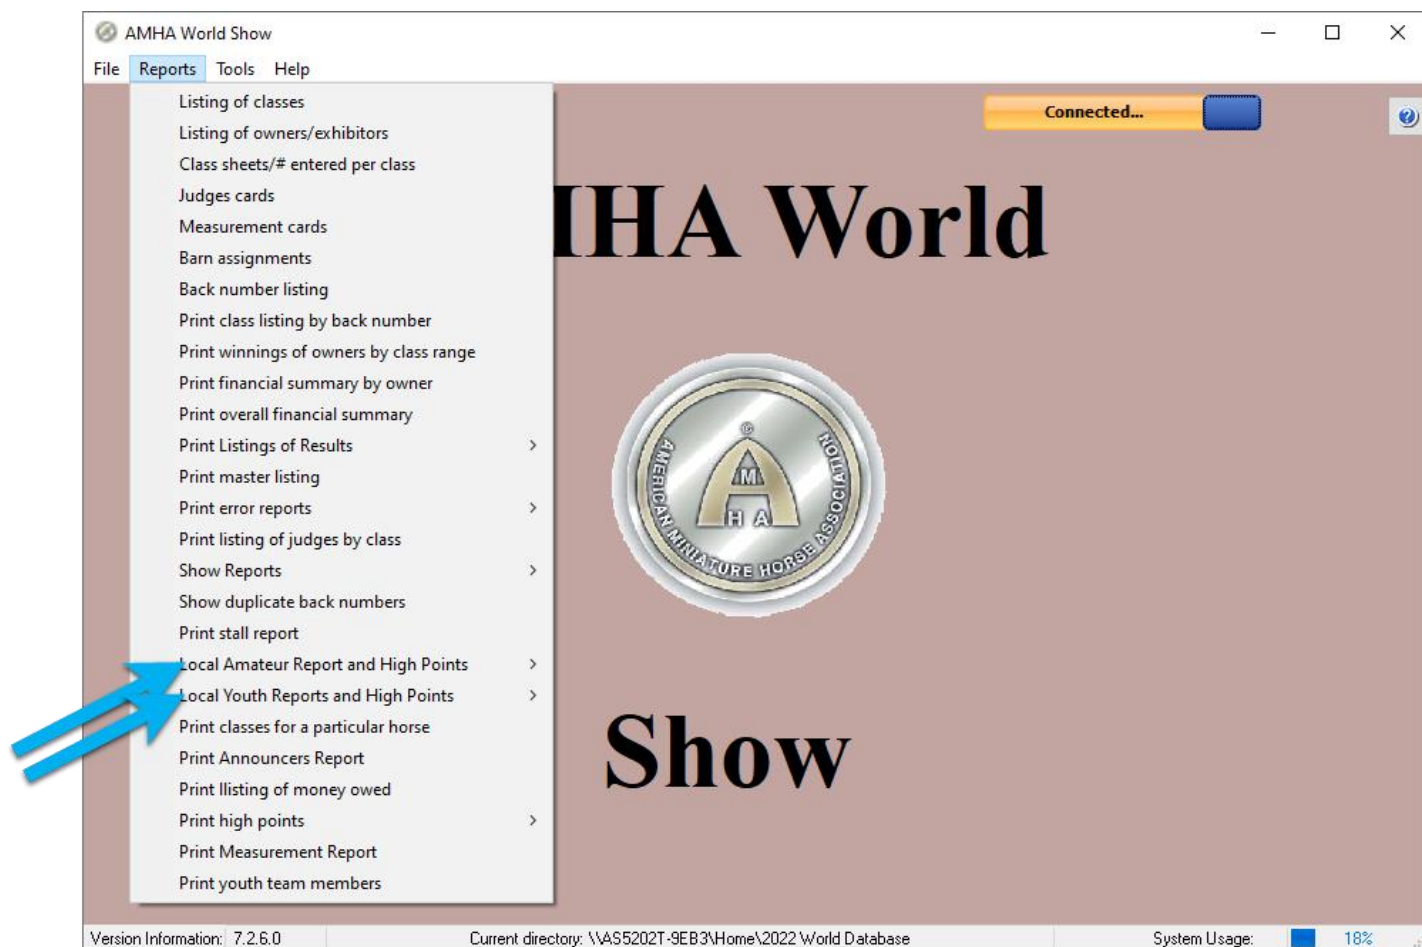 AMHA World Show
File Reports Tools Help
Listing of classes
Listing of owners/exhibitors
Class sheets/# entered per class
Judges cards
Measurement cards
Barn assignments
Back number listing
Print class listing by back number
Print winnings of owners by class range
Print financial summary by owner
Print overall financial summary
Print Listings of Results
Print master listing
Print error reports
Print listing of judges by class
Show Reports
Show duplicate back numbers
Print stall report
Local Amateur Report and High Points
Local Youth Reports and High Points
Print classes for a particular horse
Print Announcers Report
Print llisting of money owed
Print high points
Print Measurement Report
Print youth team members
Connected...
MHA World
©
AMERICAN MINIATURE HORSE ASSOCIATION
M
H A
Show
Version Information: 7.2.6.0 Current directory: \\AS5202T-9EB3\Home\2022 World Database System Usage: 18%